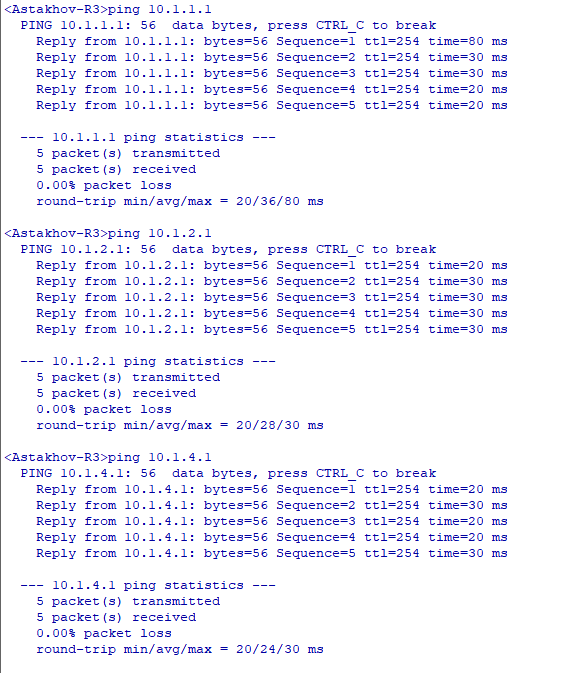 <Astakhov-R3>ping 10.1.1.1
  PING 10.1.1.1: 56  data bytes, press CTRL_C to break
    Reply from 10.1.1.1: bytes=56 Sequence=1 ttl=254 time=80 ms
    Reply from 10.1.1.1: bytes=56 Sequence=2 ttl=254 time=30 ms
    Reply from 10.1.1.1: bytes=56 Sequence=3 ttl=254 time=30 ms
    Reply from 10.1.1.1: bytes=56 Sequence=4 ttl=254 time=20 ms
    Reply from 10.1.1.1: bytes=56 Sequence=5 ttl=254 time=20 ms

  --- 10.1.1.1 ping statistics ---
    5 packet(s) transmitted
    5 packet(s) received
    0.00% packet loss
    round-trip min/avg/max = 20/36/80 ms

<Astakhov-R3>ping 10.1.2.1
  PING 10.1.2.1: 56  data bytes, press CTRL_C to break
    Reply from 10.1.2.1: bytes=56 Sequence=1 ttl=254 time=20 ms
    Reply from 10.1.2.1: bytes=56 Sequence=2 ttl=254 time=30 ms
    Reply from 10.1.2.1: bytes=56 Sequence=3 ttl=254 time=30 ms
    Reply from 10.1.2.1: bytes=56 Sequence=4 ttl=254 time=30 ms
    Reply from 10.1.2.1: bytes=56 Sequence=5 ttl=254 time=30 ms

  --- 10.1.2.1 ping statistics ---
    5 packet(s) transmitted
    5 packet(s) received
    0.00% packet loss
    round-trip min/avg/max = 20/28/30 ms

<Astakhov-R3>ping 10.1.4.1
  PING 10.1.4.1: 56  data bytes, press CTRL_C to break
    Reply from 10.1.4.1: bytes=56 Sequence=1 ttl=254 time=20 ms
    Reply from 10.1.4.1: bytes=56 Sequence=2 ttl=254 time=30 ms
    Reply from 10.1.4.1: bytes=56 Sequence=3 ttl=254 time=20 ms
    Reply from 10.1.4.1: bytes=56 Sequence=4 ttl=254 time=20 ms
    Reply from 10.1.4.1: bytes=56 Sequence=5 ttl=254 time=30 ms

  --- 10.1.4.1 ping statistics ---
    5 packet(s) transmitted
    5 packet(s) received
    0.00% packet loss
    round-trip min/avg/max = 20/24/30 ms